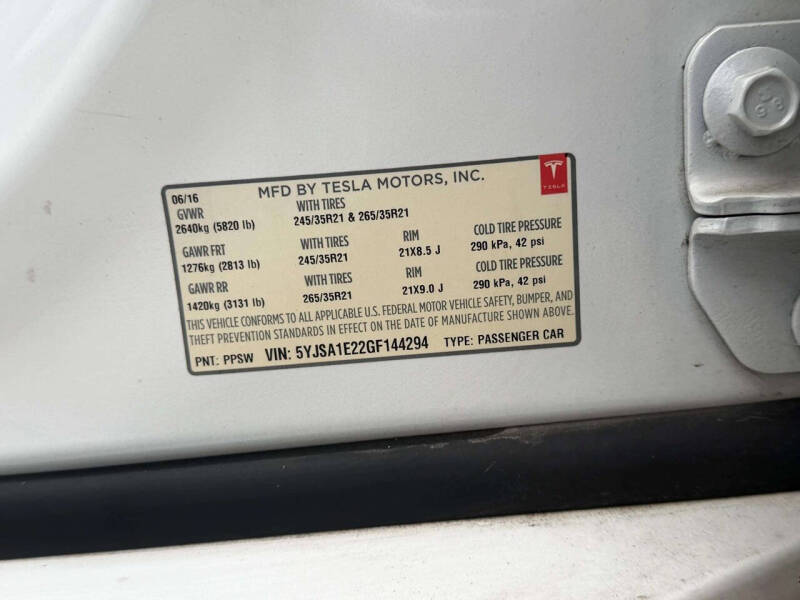 06/16 MFD BY TESLA MOTORS, INC. TESLA
GVWR WITH TIRES
2640kg (5820 lb) 245/35R21 & 265/35R21
GAWR FRT WITH TIRES RIM COLD TIRE PRESSURE
1276kg (2813 lb) 245/35R21 21X8.5 J 290 kPa, 42 psi
GAWR RR WITH TIRES RIM COLD TIRE PRESSURE
1420kg (3131 lb) 265/35R21 21X9.0 J 290 kPa, 42 psi
THIS VEHICLE CONFORMS TO ALL APPLICABLE U.S. FEDERAL MOTOR VEHICLE SAFETY, BUMPER, AND
THEFT PREVENTION STANDARDS IN EFFECT ON THE DATE OF MANUFACTURE SHOWN ABOVE.
PNT: PPSW VIN: 5YJSA1E22GF144294 TYPE: PASSENGER CAR